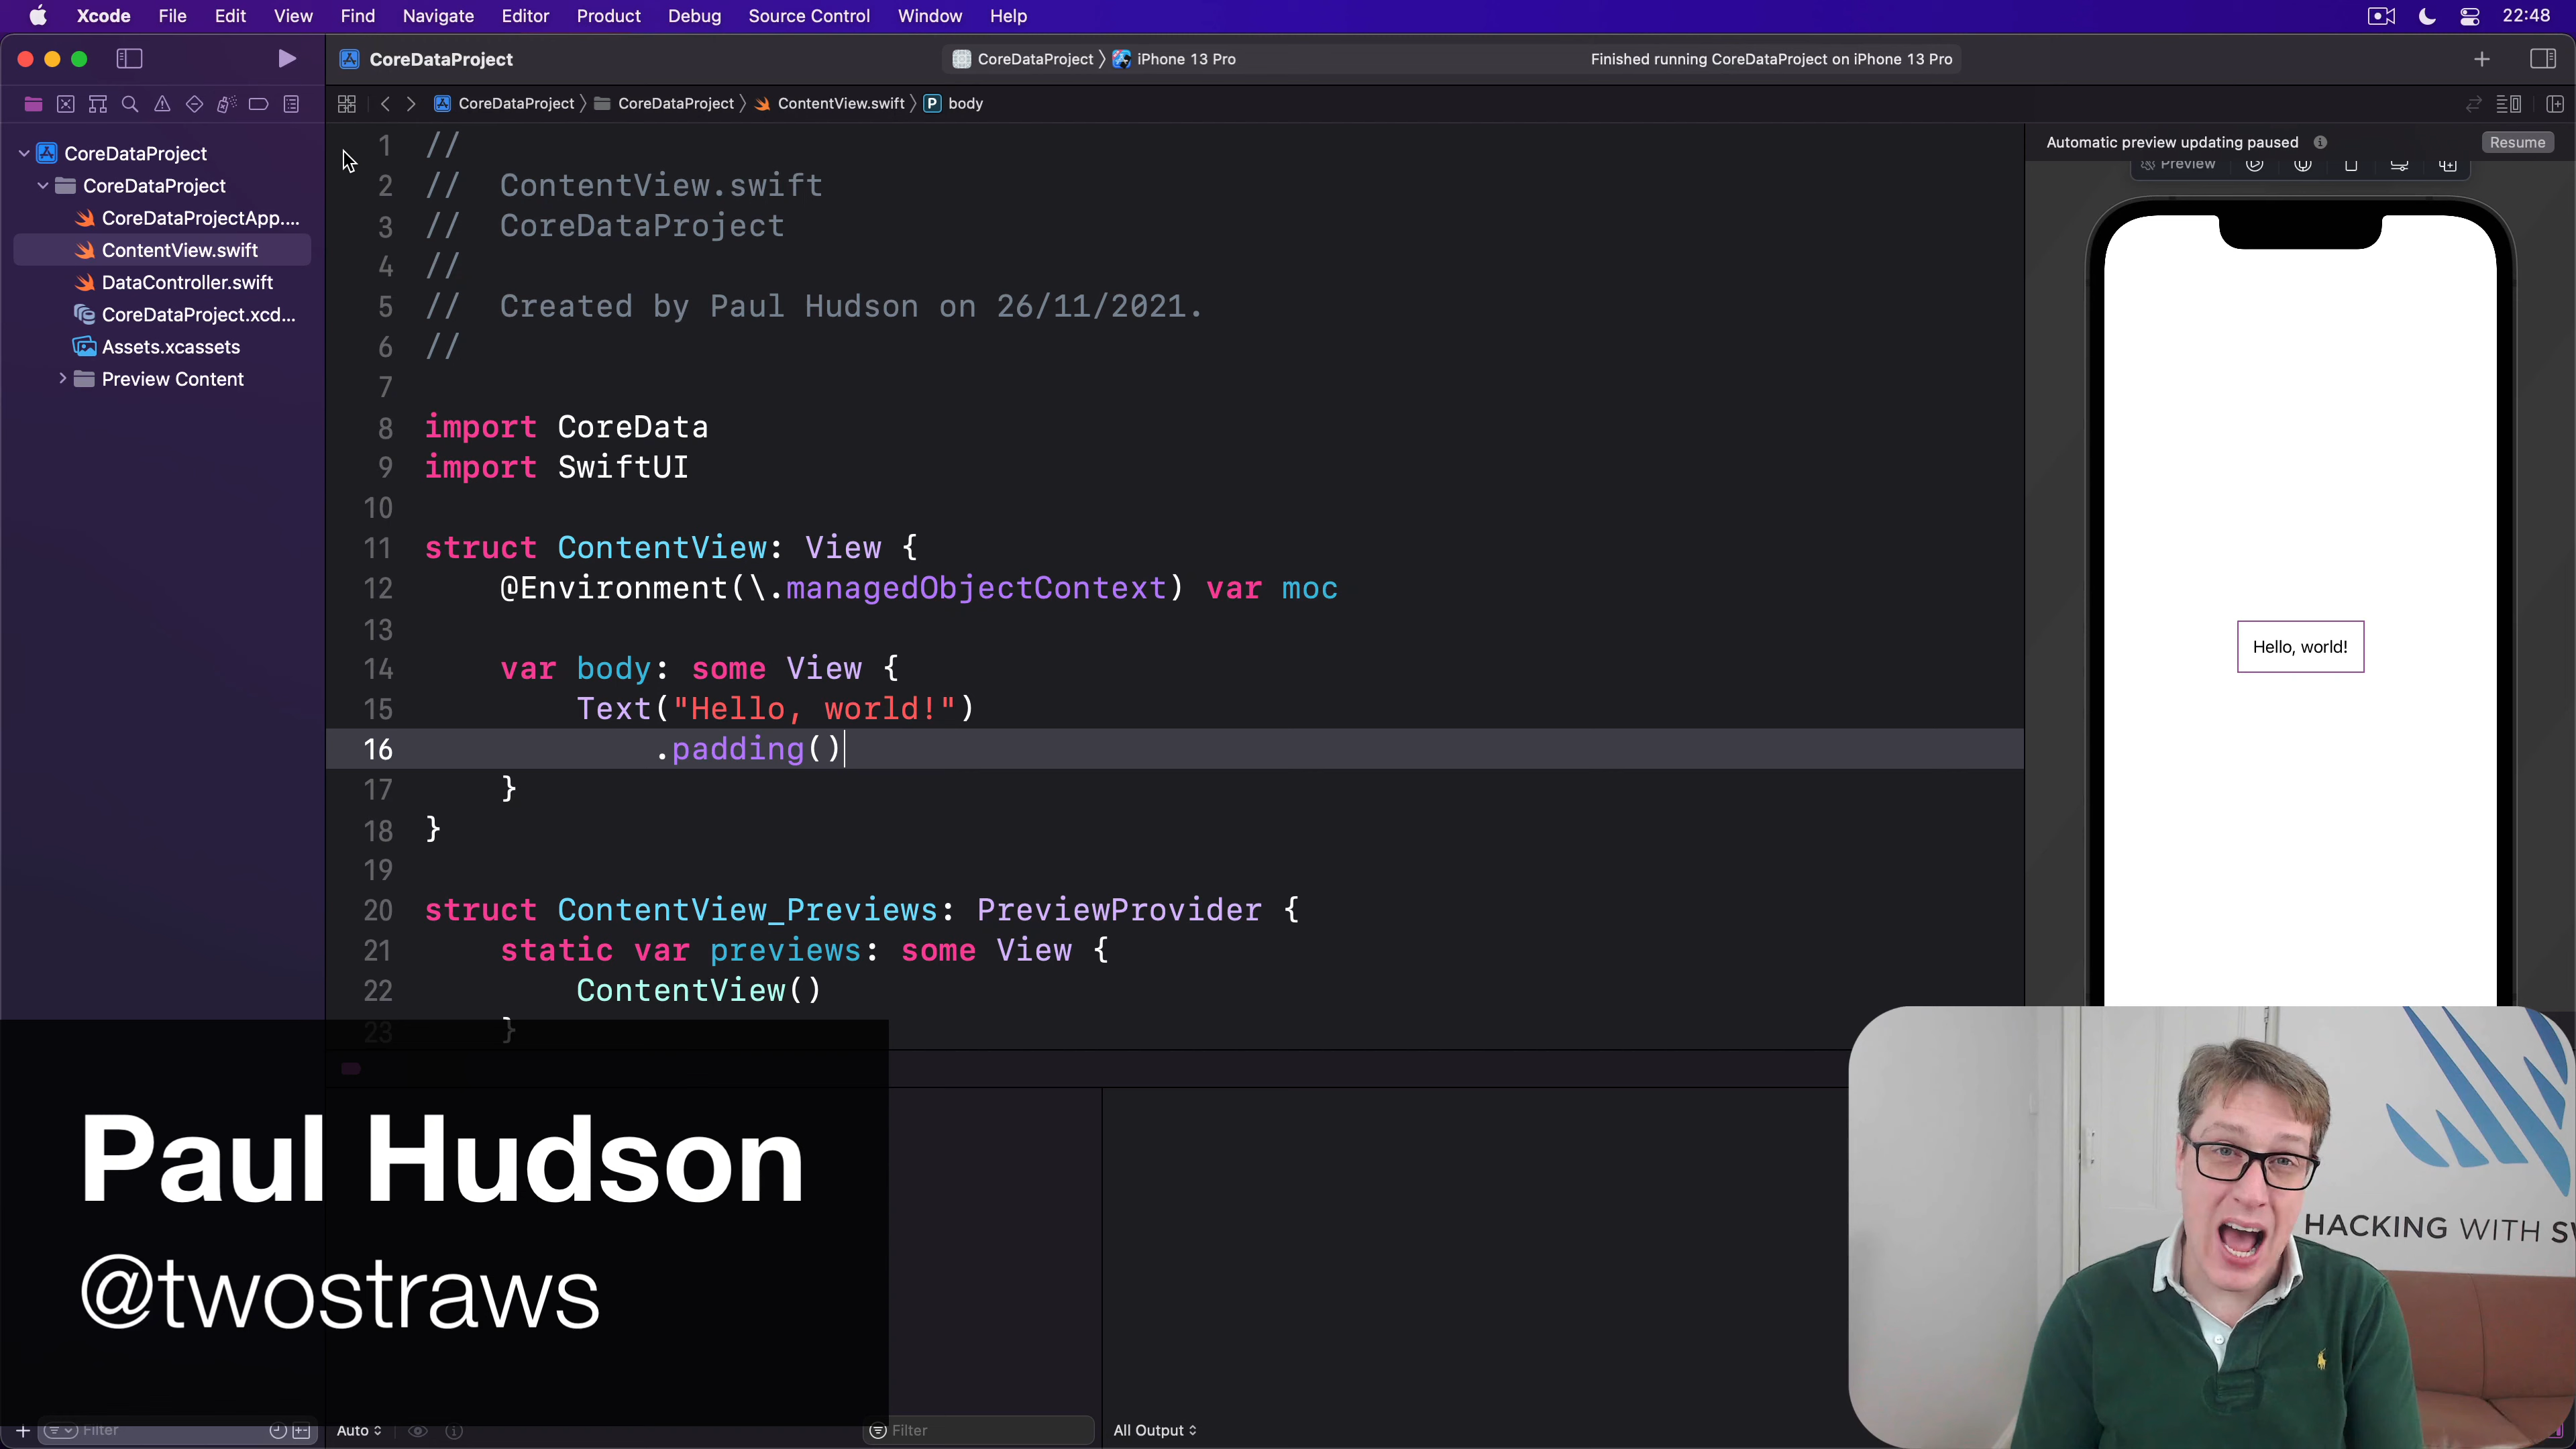 Xcode File Edit View Find Navigate Editor Product Debug Source Control Window Help 22:48
CoreDataProject CoreDataProject iPhone 13 Pro Finished running CoreDataProject on iPhone 13 Pro
CoreDataProject CoreDataProject ContentView.swift P body
CoreDataProject
CoreDataProject
CoreDataProjectApp....
ContentView.swift
DataController.swift
CoreDataProject.xcd...
Assets.xcassets
Preview Content
1 //
2 // ContentView.swift
3 // CoreDataProject
4 //
5 // Created by Paul Hudson on 26/11/2021.
6 //
7
8 import CoreData
9 import SwiftUI
10
11 struct ContentView: View {
12 @Environment(\.managedObjectContext) var moc
13
14 var body: some View {
15 Text("Hello, world!")
16 .padding()
17 }
18 }
19
20 struct ContentView_Previews: PreviewProvider {
21 static var previews: some View {
22 ContentView()
23 }
Automatic preview updating paused Resume
Preview
Hello, world!
Paul Hudson
@twostraws
HACKING WITH SW
Filter Auto Filter All Output